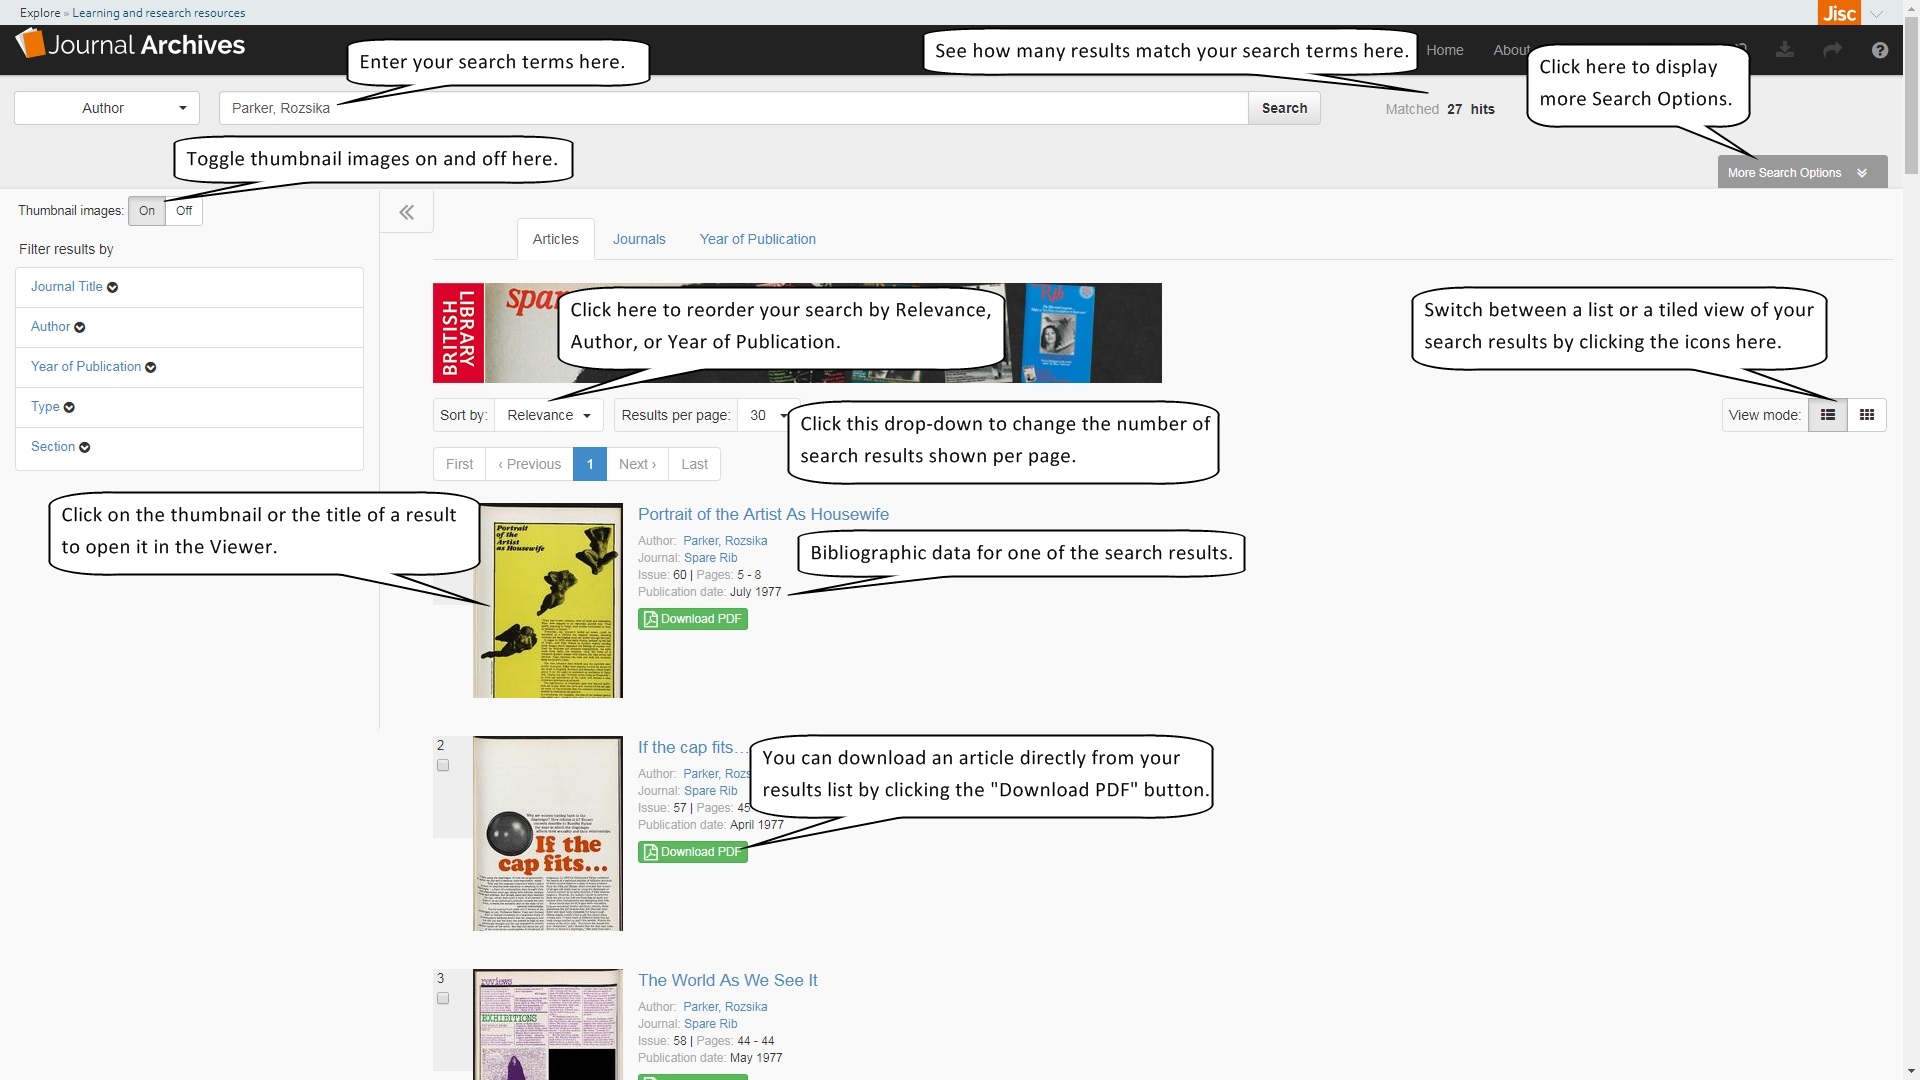 Explore » Learning and research resources
Jisc
Journal Archives
Enter your search terms here.
See how many results match your search terms here.
Home
About
Click here to display
more Search Options.
Author
Parker, Rozsika
Search
Matched 27 hits
Toggle thumbnail images on and off here.
More Search Options
Thumbnail images: On Off
Filter results by
Journal Title
Author
Year of Publication
Type
Section
Articles Journals Year of Publication
LIBRARY
BRITISH
spar
Rib
Click here to reorder your search by Relevance,
Author, or Year of Publication.
Switch between a list or a tiled view of your
search results by clicking the icons here.
Sort by: Relevance
Results per page: 30
View mode:
Click this drop-down to change the number of
search results shown per page.
First ‹ Previous 1 Next › Last
Click on the thumbnail or the title of a result
to open it in the Viewer.
Portrait
of the
Artist
as Housewife
Portrait of the Artist As Housewife
Author: Parker, Rozsika
Journal: Spare Rib
Issue: 60 | Pages: 5 - 8
Publication date: July 1977
Download PDF
Bibliographic data for one of the search results.
2
If the
cap fits...
If the cap fits...
Author: Parker, Rozs
Journal: Spare Rib
Issue: 57 | Pages: 45
Publication date: April 1977
Download PDF
You can download an article directly from your
results list by clicking the "Download PDF" button.
3
reviews
EXHIBITIONS
The World As We See It
Author: Parker, Rozsika
Journal: Spare Rib
Issue: 58 | Pages: 44 - 44
Publication date: May 1977